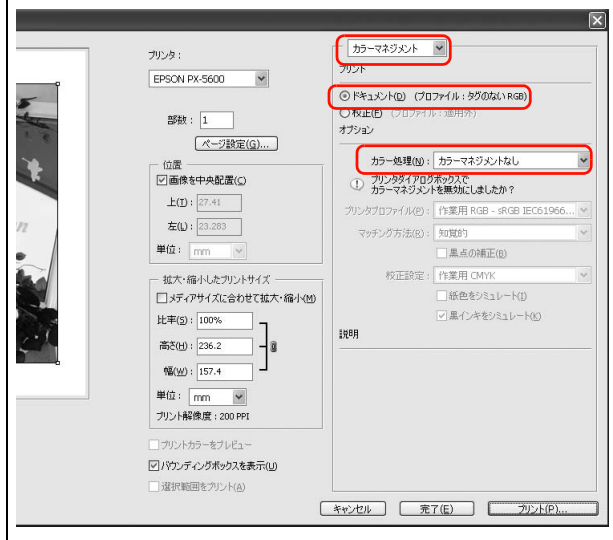 プリンタ:
EPSON PX-5600
部数: 1
ページ設定(G)...
位置
画像を中央配置(C)
上(T): 27.41
左(L): 23.283
単位: mm
拡大・縮小したプリントサイズ
メディアサイズに合わせて拡大・縮小(M)
比率(S): 100%
高さ(H): 236.2
幅(W): 157.4
単位: mm
プリント解像度:200 PPI
プリントカラーをプレビュー
バウンディングボックスを表示(U)
選択範囲をプリント(A)
カラーマネジメント
プリント
ドキュメント(D) (プロファイル:タグのない RGB)
校正(F) (プロファイル:適用外)
オプション
カラー処理(N): カラーマネジメントなし
プリンタダイアログボックスで
カラーマネジメントを無効にしましたか?
プリンタプロファイル(P): 作業用 RGB - sRGB IEC61966...
マッチング方法(R): 知覚的
黒点の補正(B)
校正設定: 作業用 CMYK
紙色をシミュレート(I)
黒インキをシミュレート(K)
説明
キャンセル 完了(E) プリント(P)...